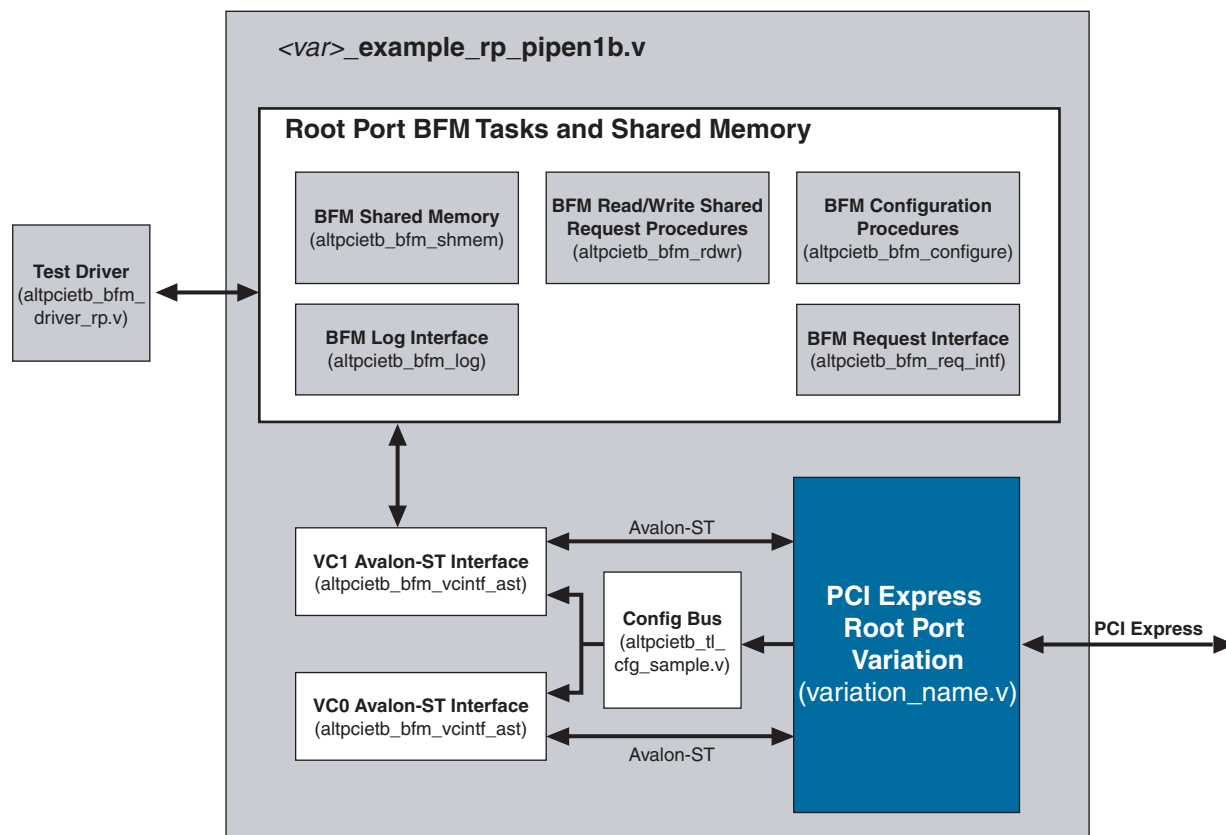 <var>_example_rp_pipen1b.v
Root Port BFM Tasks and Shared Memory
BFM Shared Memory
(altpcietb_bfm_shmem)
BFM Read/Write Shared
Request Procedures
(altpcietb_bfm_rdwr)
BFM Configuration
Procedures
(altpcietb_bfm_configure)
Test Driver
(altpcietb_bfm_
driver_rp.v)
BFM Log Interface
(altpcietb_bfm_log)
BFM Request Interface
(altpcietb_bfm_req_intf)
VC1 Avalon-ST Interface
(altpcietb_bfm_vcintf_ast)
Avalon-ST
Config Bus
(altpcietb_tl_
cfg_sample.v)
PCI Express
Root Port
Variation
(variation_name.v)
PCI Express
VC0 Avalon-ST Interface
(altpcietb_bfm_vcintf_ast)
Avalon-ST